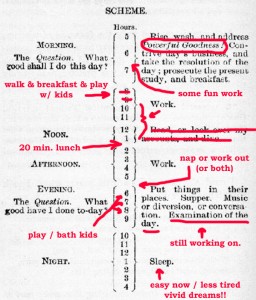 SCHEME.
Hours.
MORNING.
The Question. What
good shall I do this day?
5
6
7
Rise, wash, and address
Powerful Goodness! Con-
trive day's business, and
take the resolution of the
day; prosecute the present
study, and breakfast.
walk & breakfast & play
w/ kids
some fun work
10
11
Work.
NOON.
12
1
Read, or look over my
accounts, and dine.
20 min. lunch
AFTERNOON.
2
3
4
5
Work.
nap or work out
(or both)
EVENING.
The Question. What
good have I done to-day?
6
7
8
9
Put things in their
places. Supper. Music
or diversion, or conversa-
tion. Examination of the
day.
play / bath kids
still working on.
NIGHT.
10
11
12
1
2
3
4
Sleep.
easy now / less tired
vivid dreams!!